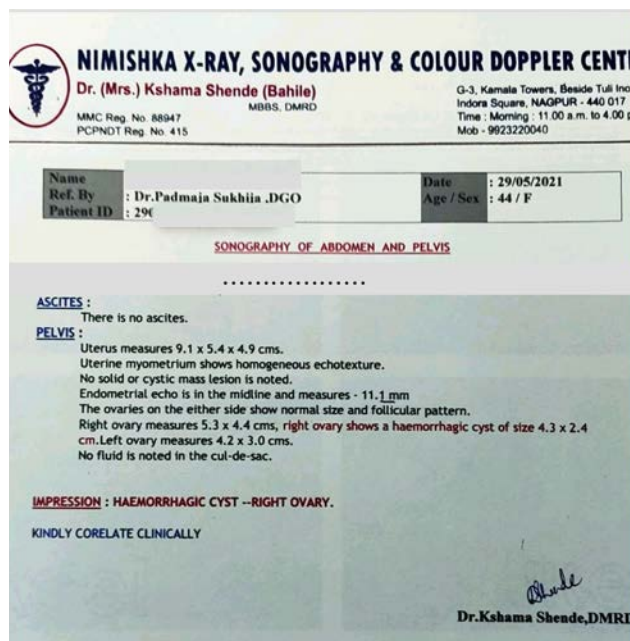 NIMISHKA X-RAY, SONOGRAPHY & COLOUR DOPPLER CENT
Dr. (Mrs.) Kshama Shende (Bahile)
MBBS, DMRD
MMC Reg. No. 88947
PCPNDT Reg. No. 415
G-3, Kamala Towers, Beside Tuli Ino
Indora Square, NAGPUR - 440 017
Time : Morning : 11.00 a.m. to 4.00 p
Mob - 9923220040
Name
Ref. By : Dr.Padmaja Sukhija .DGO
Patient ID : 290
Date : 29/05/2021
Age / Sex : 44 / F
SONOGRAPHY OF ABDOMEN AND PELVIS
..................
ASCITES :
There is no ascites.
PELVIS :
Uterus measures 9.1 x 5.4 x 4.9 cms.
Uterine myometrium shows homogeneous echotexture.
No solid or cystic mass lesion is noted.
Endometrial echo is in the midline and measures - 11.1 mm
The ovaries on the either side show normal size and follicular pattern.
Right ovary measures 5.3 x 4.4 cms, right ovary shows a haemorrhagic cyst of size 4.3 x 2.4
cm.Left ovary measures 4.2 x 3.0 cms.
No fluid is noted in the cul-de-sac.
IMPRESSION : HAEMORRHAGIC CYST --RIGHT OVARY.
KINDLY CORELATE CLINICALLY
Shende
Dr.Kshama Shende,DMRD